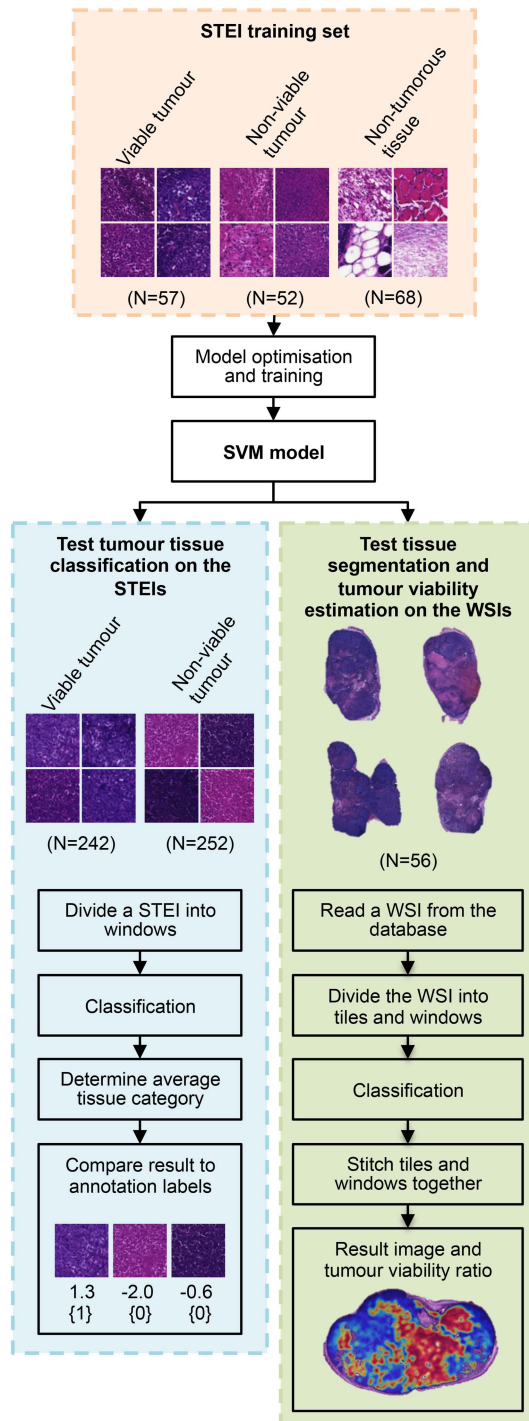 STEI training set
Viable tumour
Non-viable
tumour
Non-tumorous
tissue
(N=57)
(N=52)
(N=68)
Model optimisation
and training
SVM model
Test tumour tissue
classification on the
STEIs
Viable tumour
Non-viable
tumour
(N=242)
(N=252)
Divide a STEI into
windows
Classification
Determine average
tissue category
Compare result to
annotation labels
1.3
-2.0
-0.6
{1}
{0}
{0}
Test tissue
segmentation and
tumour viability
estimation on the WSIs
(N=56)
Read a WSI from the
database
Divide the WSI into
tiles and windows
Classification
Stitch tiles and
windows together
Result image and
tumour viability ratio